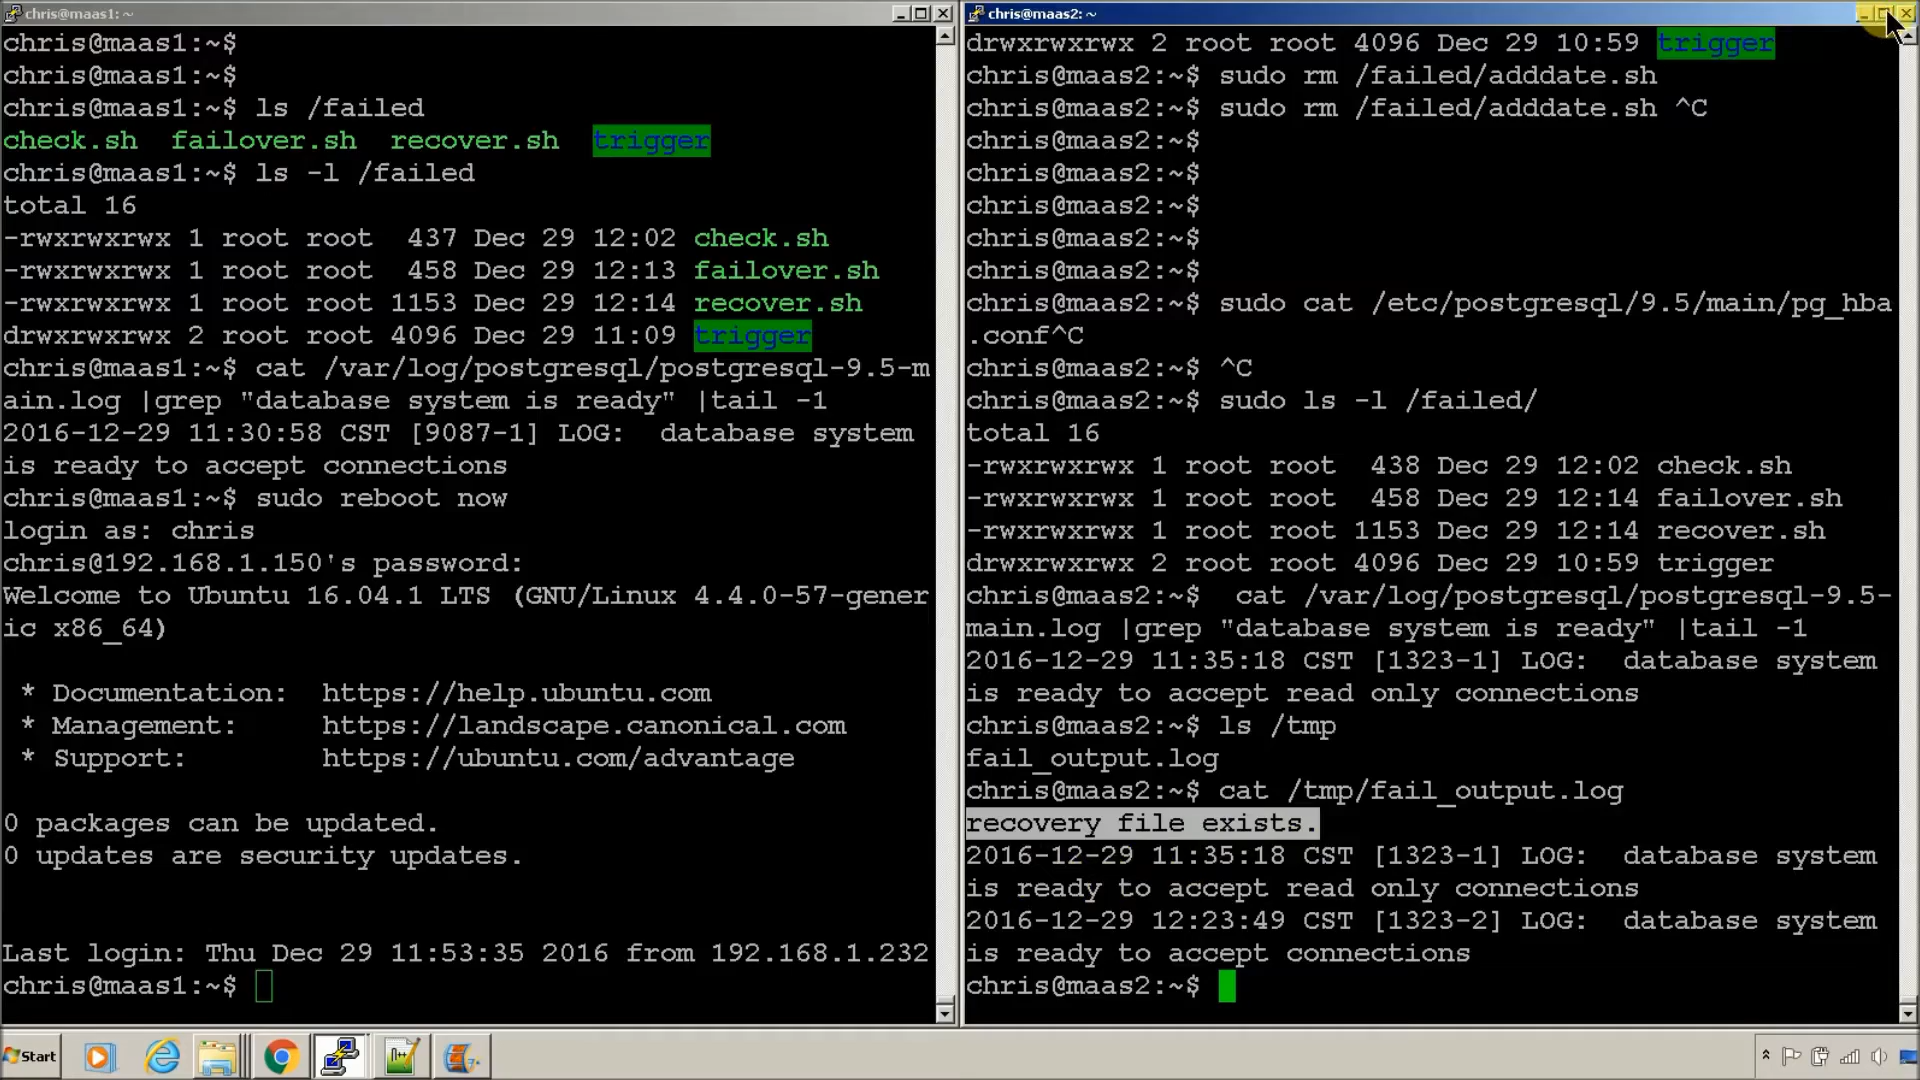 chris@maas1: ~
chris@maas1:~$
chris@maas1:~$
chris@maas1:~$ ls /failed
check.sh  failover.sh  recover.sh  trigger
chris@maas1:~$ ls -l /failed
total 16
-rwxrwxrwx 1 root root  437 Dec 29 12:02 check.sh
-rwxrwxrwx 1 root root  458 Dec 29 12:13 failover.sh
-rwxrwxrwx 1 root root 1153 Dec 29 12:14 recover.sh
drwxrwxrwx 2 root root 4096 Dec 29 11:09 trigger
chris@maas1:~$ cat /var/log/postgresql/postgresql-9.5-m
ain.log |grep "database system is ready" |tail -1
2016-12-29 11:30:58 CST [9087-1] LOG:  database system
is ready to accept connections
chris@maas1:~$ sudo reboot now
login as: chris
chris@192.168.1.150's password:
Welcome to Ubuntu 16.04.1 LTS (GNU/Linux 4.4.0-57-gener
ic x86_64)
* Documentation:  https://help.ubuntu.com
* Management:     https://landscape.canonical.com
* Support:        https://ubuntu.com/advantage
0 packages can be updated.
0 updates are security updates.
Last login: Thu Dec 29 11:53:35 2016 from 192.168.1.232
chris@maas1:~$
chris@maas2: ~
drwxrwxrwx 2 root root 4096 Dec 29 10:59 trigger
chris@maas2:~$ sudo rm /failed/adddate.sh
chris@maas2:~$ sudo rm /failed/adddate.sh ^C
chris@maas2:~$
chris@maas2:~$
chris@maas2:~$
chris@maas2:~$
chris@maas2:~$
chris@maas2:~$ sudo cat /etc/postgresql/9.5/main/pg_hba
.conf^C
chris@maas2:~$ ^C
chris@maas2:~$ sudo ls -l /failed/
total 16
-rwxrwxrwx 1 root root  438 Dec 29 12:02 check.sh
-rwxrwxrwx 1 root root  458 Dec 29 12:14 failover.sh
-rwxrwxrwx 1 root root 1153 Dec 29 12:14 recover.sh
drwxrwxrwx 2 root root 4096 Dec 29 10:59 trigger
chris@maas2:~$  cat /var/log/postgresql/postgresql-9.5-
main.log |grep "database system is ready" |tail -1
2016-12-29 11:35:18 CST [1323-1] LOG:  database system
is ready to accept read only connections
chris@maas2:~$ ls /tmp
fail_output.log
chris@maas2:~$ cat /tmp/fail_output.log
recovery file exists.
2016-12-29 11:35:18 CST [1323-1] LOG:  database system
is ready to accept read only connections
2016-12-29 12:23:49 CST [1323-2] LOG:  database system
is ready to accept connections
chris@maas2:~$
Start